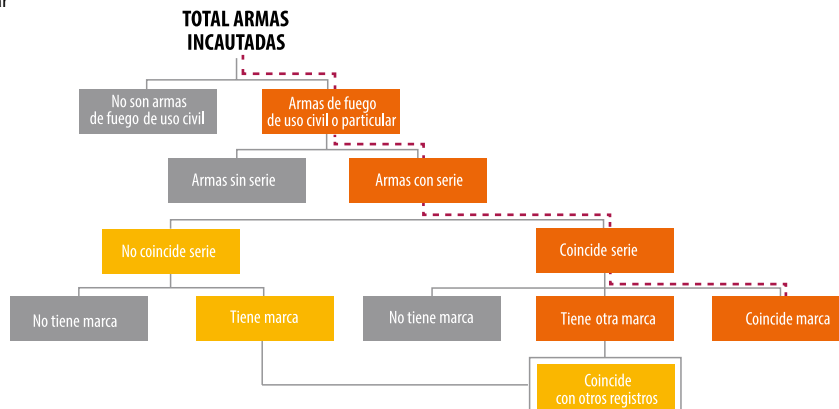 TOTAL ARMAS
INCAUTADAS
No son armas
de fuego de uso civil
Armas de fuego
de uso civil o particular
Armas sin serie
Armas con serie
No coincide serie
Coincide serie
No tiene marca
Tiene marca
No tiene marca
Tiene otra marca
Coincide marca
Coincide
con otros registros